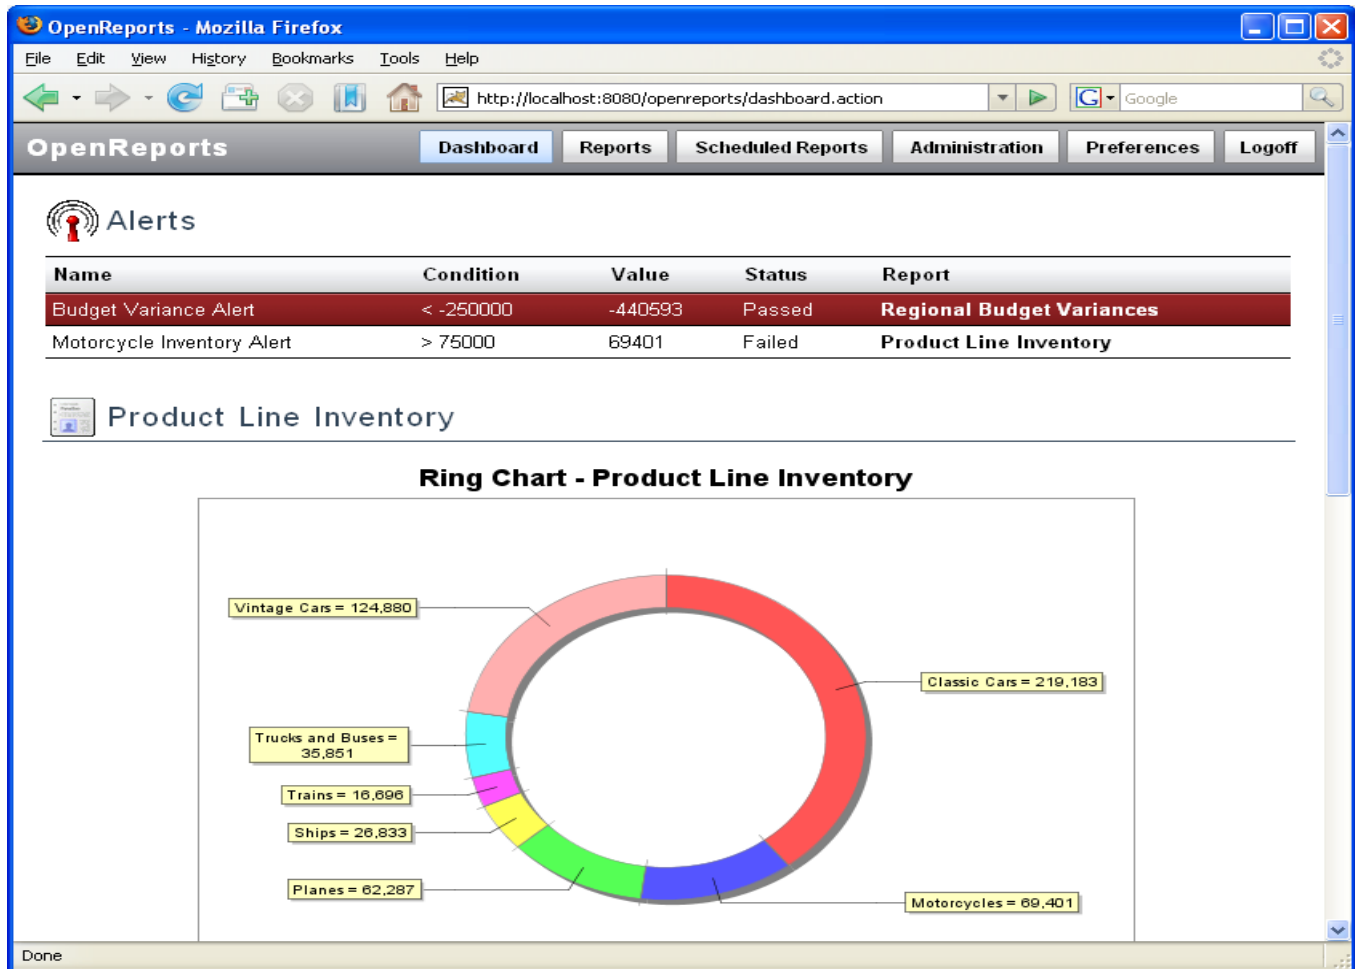 OpenReports - Mozilla Firefox
File Edit View History Bookmarks Tools Help
http://localhost:8080/openreports/dashboard.action G Google
OpenReports Dashboard Reports Scheduled Reports Administration Preferences Logoff
Alerts
Name Condition Value Status Report
Budget Variance Alert < -250000 -440593 Passed Regional Budget Variances
Motorcycle Inventory Alert > 75000 69401 Failed Product Line Inventory
Product Line Inventory
Ring Chart - Product Line Inventory
Vintage Cars = 124,880
Classic Cars = 219,183
Trucks and Buses =
35,851
Trains = 16,696
Ships = 26,833
Planes = 62,287
Motorcycles = 69,401
Done